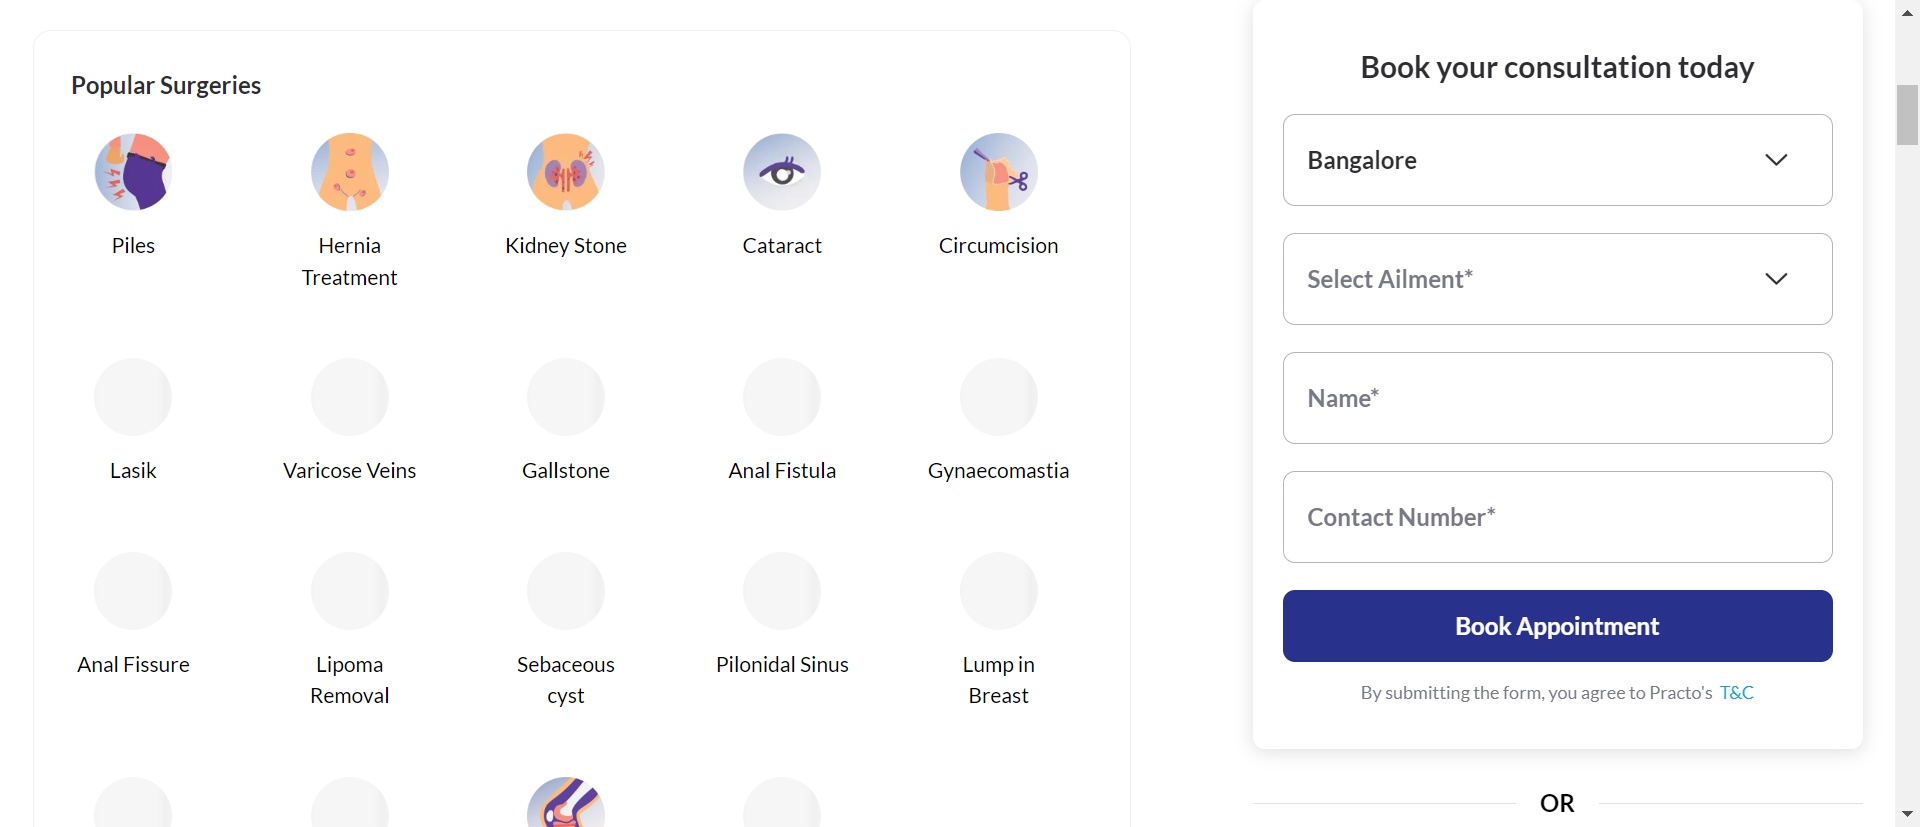 Popular Surgeries
Piles
Hernia
Treatment
Kidney Stone
Cataract
Circumcision
Lasik
Varicose Veins
Gallstone
Anal Fistula
Gynaecomastia
Anal Fissure
Lipoma
Removal
Sebaceous
cyst
Pilonidal Sinus
Lump in
Breast
Book your consultation today
Bangalore
Select Ailment*
Name*
Contact Number*
Book Appointment
By submitting the form, you agree to Practo's T&C
OR